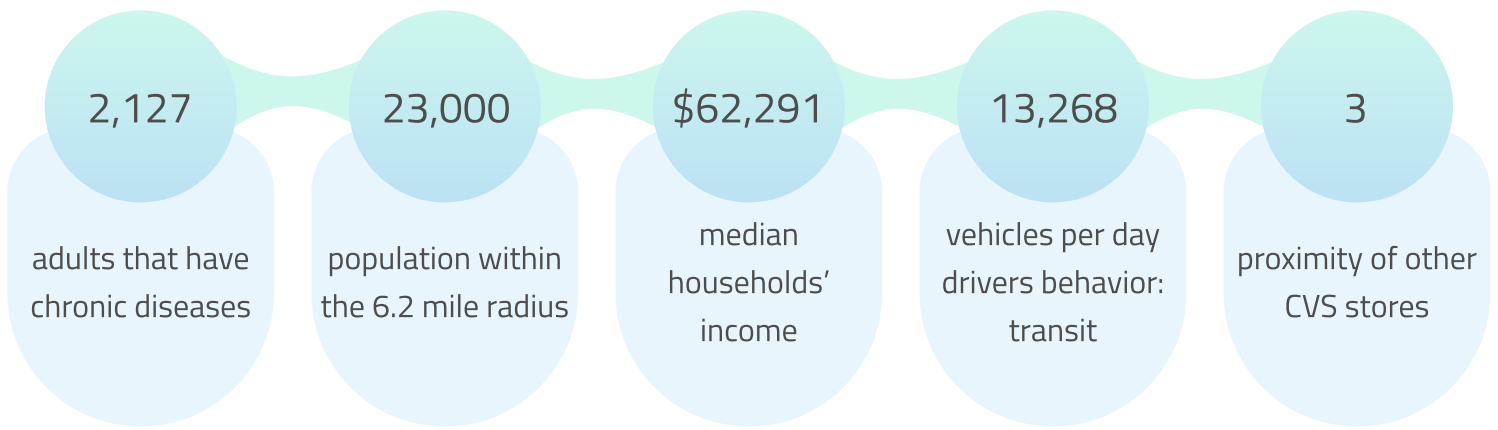 2,127
adults that have
chronic diseases
23,000
population within
the 6.2 mile radius
$62,291
median
households’
income
13,268
vehicles per day
drivers behavior:
transit
3
proximity of other
CVS stores